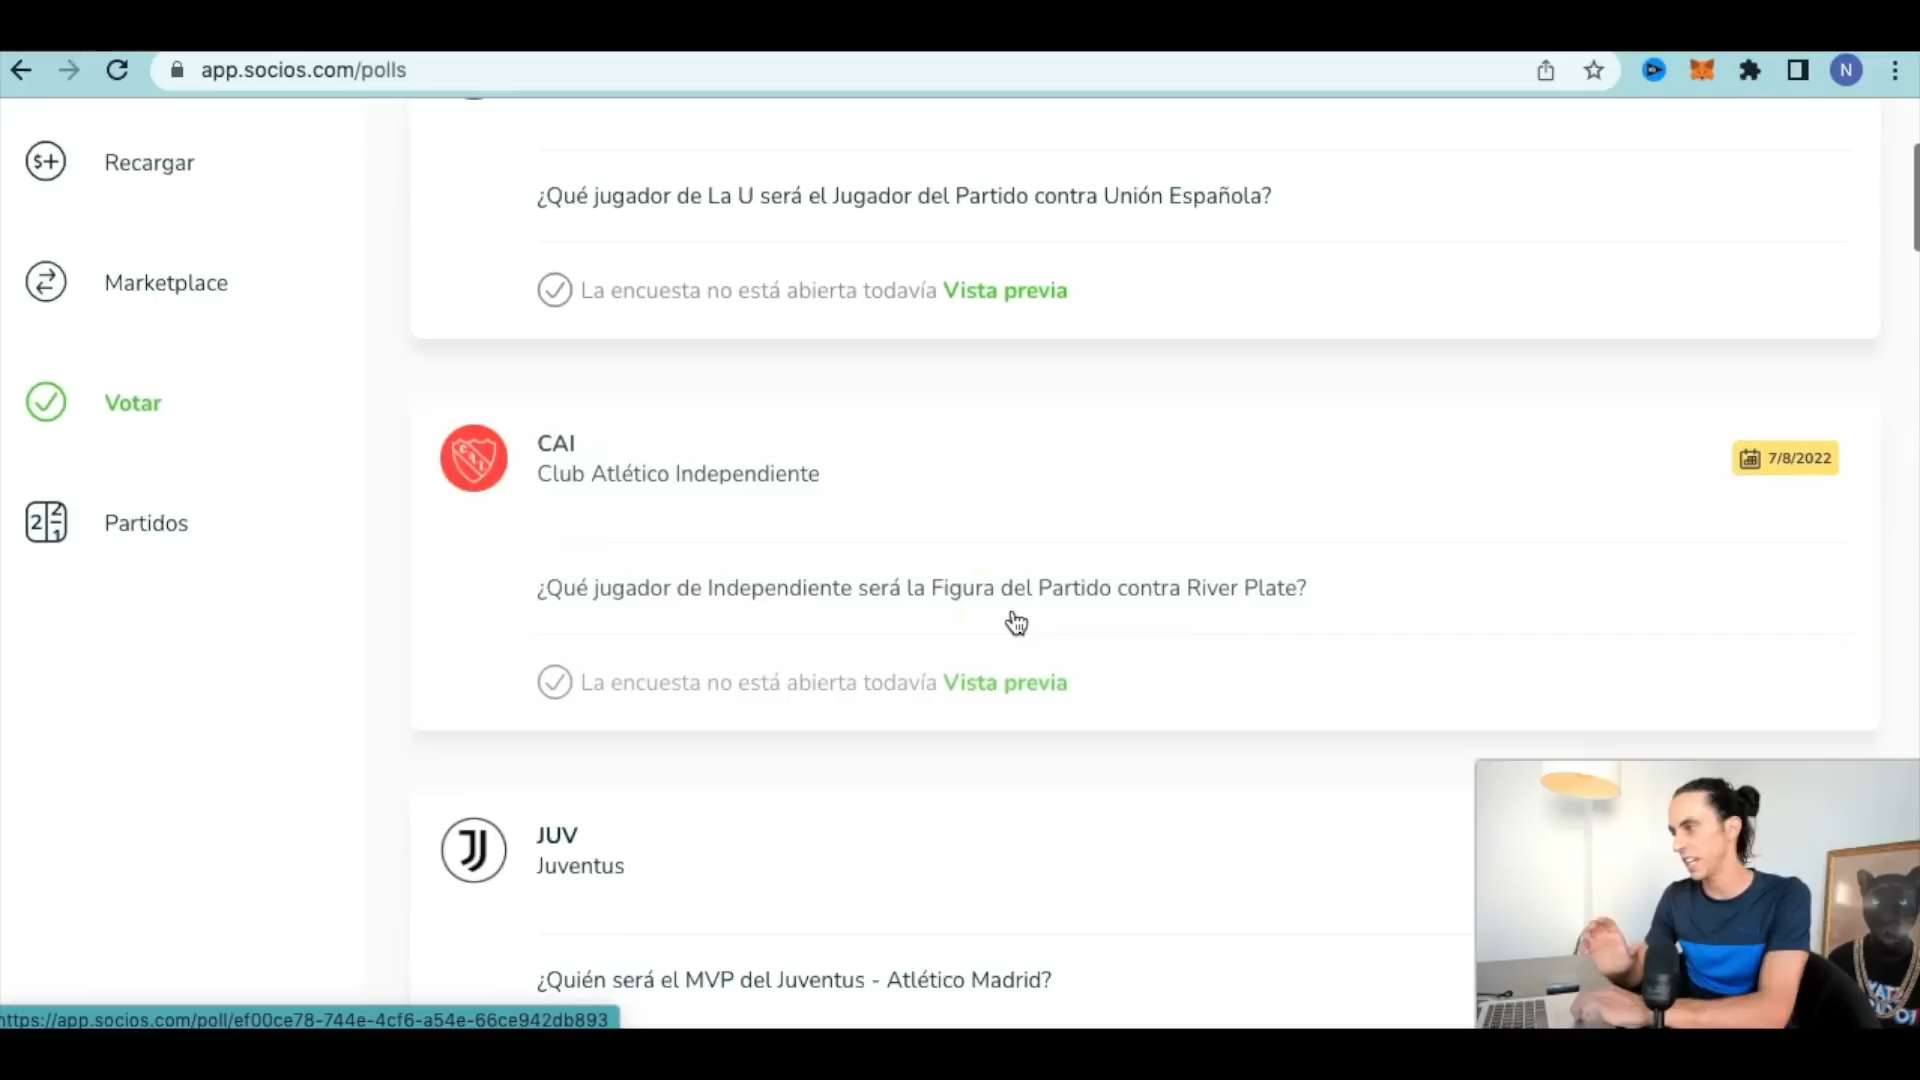 app.socios.com/polls
N
Recargar
Marketplace
Votar
Partidos
¿Qué jugador de La U será el Jugador del Partido contra Unión Española?
La encuesta no está abierta todavía Vista previa
CAI
Club Atlético Independiente
7/8/2022
¿Qué jugador de Independiente será la Figura del Partido contra River Plate?
La encuesta no está abierta todavía Vista previa
JUV
Juventus
¿Quién será el MVP del Juventus - Atlético Madrid?
https://app.socios.com/poll/ef00ce78-744e-4cf6-a54e-66ce942db893